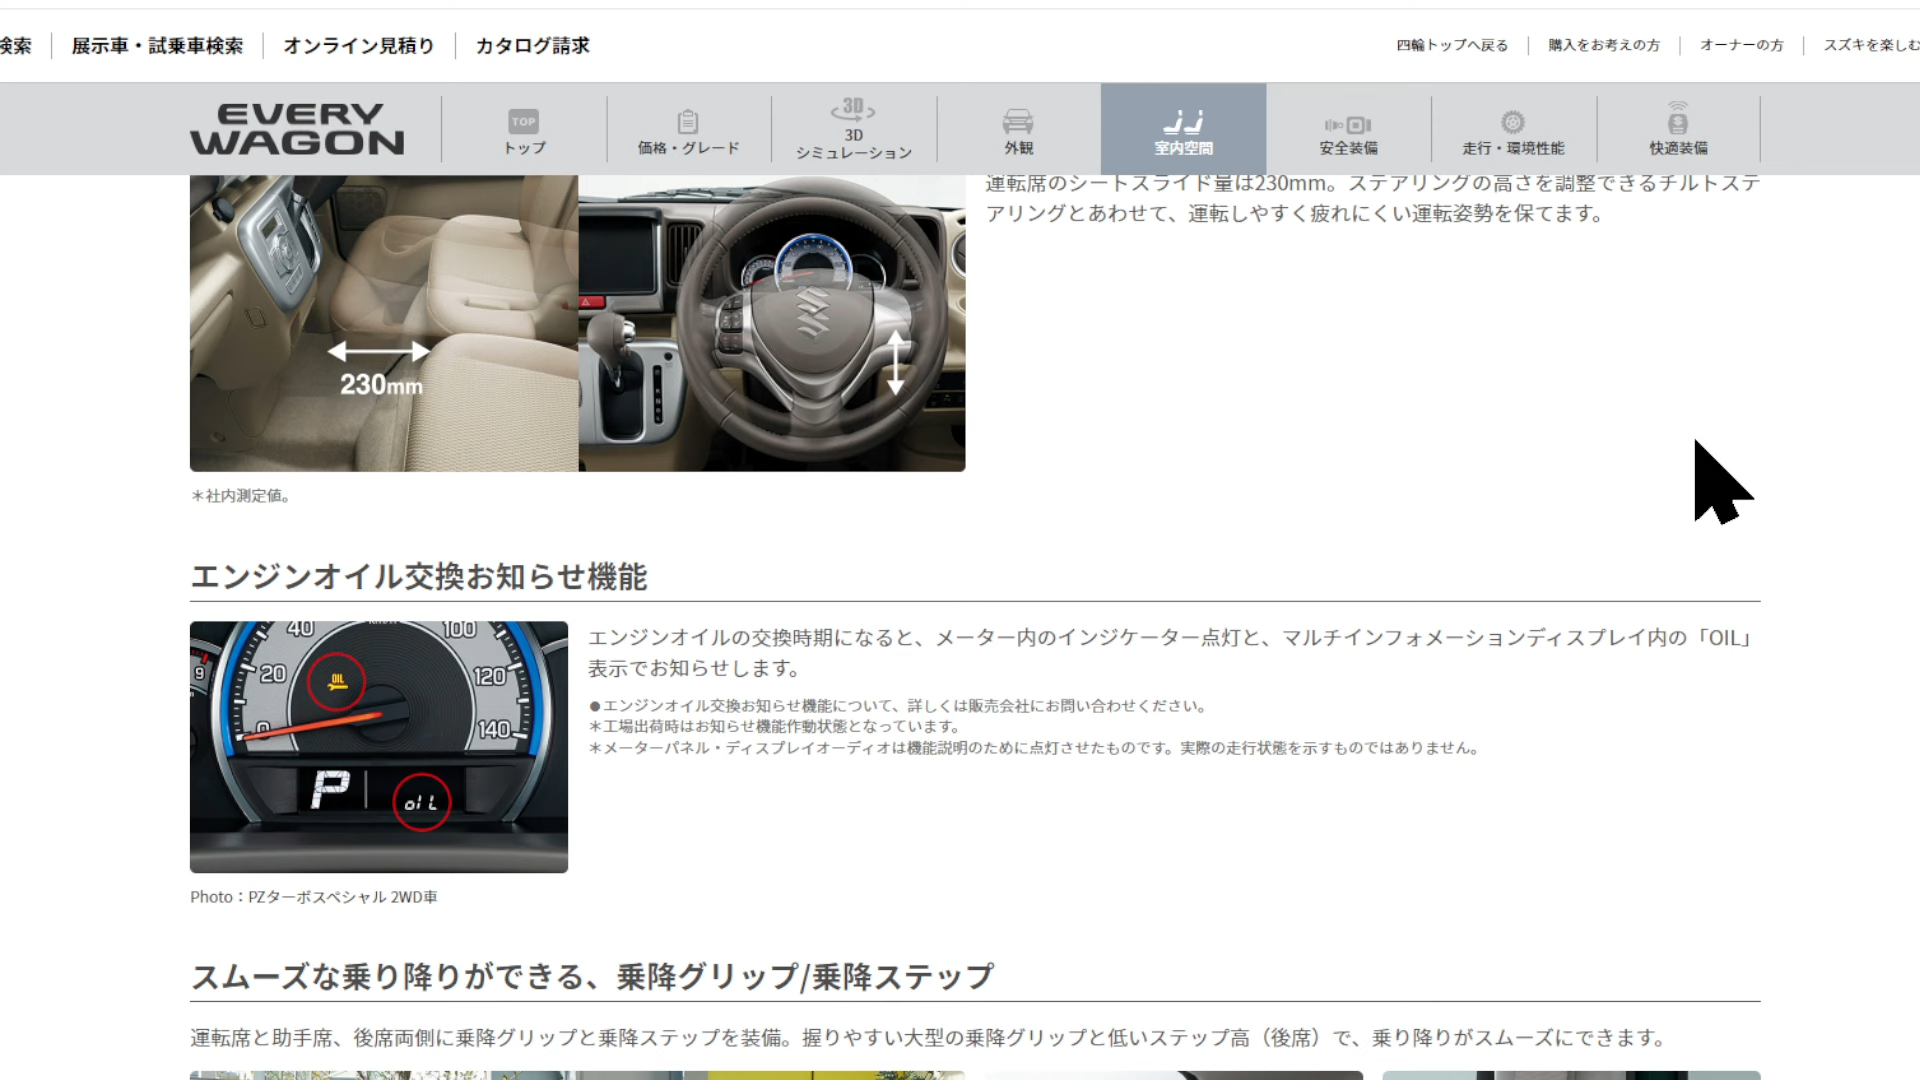 検索
展示車・試乗車検索
オンライン見積り
カタログ請求
四輪トップへ戻る
購入をお考えの方
オーナーの方
スズキを楽しむ
EVERY
WAGON
TOP
トップ
価格・グレード
3D
3D
シミュレーション
外観
室内空間
安全装備
走行・環境性能
快適装備
運転席のシートスライド量は230mm。ステアリングの高さを調整できるチルトステ
アリングとあわせて、運転しやすく疲れにくい運転姿勢を保てます。
230mm
＊社内測定値。
エンジンオイル交換お知らせ機能
40
100
20
120
9
0
140
OIL
P
oIL
エンジンオイルの交換時期になると、メーター内のインジケーター点灯と、マルチインフォメーションディスプレイ内の「OIL」
表示でお知らせします。
●エンジンオイル交換お知らせ機能について、詳しくは販売会社にお問い合わせください。
＊工場出荷時はお知らせ機能作動状態となっています。
＊メーターパネル・ディスプレイオーディオは機能説明のために点灯させたものです。実際の走行状態を示すものではありません。
Photo：PZターボスペシャル 2WD車
スムーズな乗り降りができる、乗降グリップ/乗降ステップ
運転席と助手席、後席両側に乗降グリップと乗降ステップを装備。握りやすい大型の乗降グリップと低いステップ高（後席）で、乗り降りがスムーズにできます。